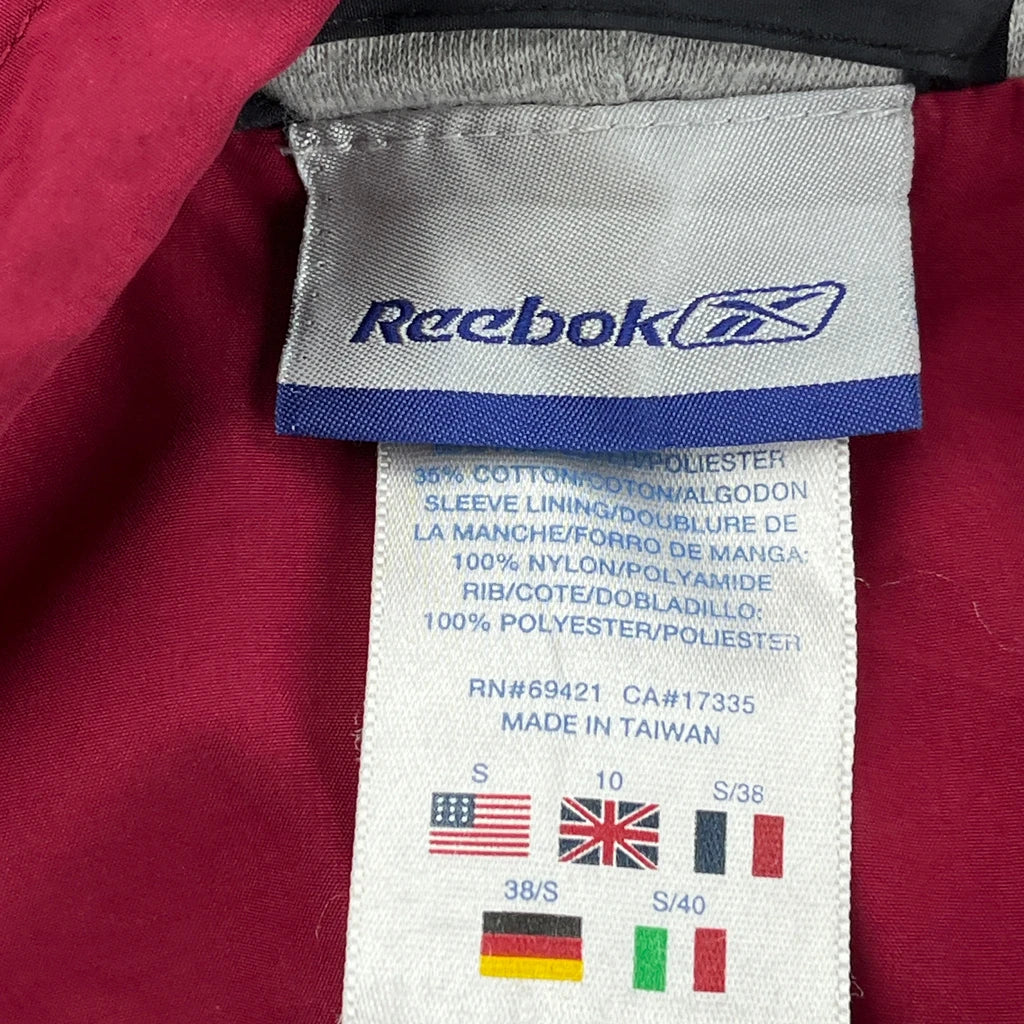 Reebok
/POLIESTER
35% COTTON/COTON/ALGODON
SLEEVE LINING/DOUBLURE DE
LA MANCHE/FORRO DE MANGA:
100% NYLON/POLYAMIDE
RIB/COTE/DOBLADILLO:
100% POLYESTER/POLIESTER
RN#69421 CA#17335
MADE IN TAIWAN
S 10 S/38
38/S S/40